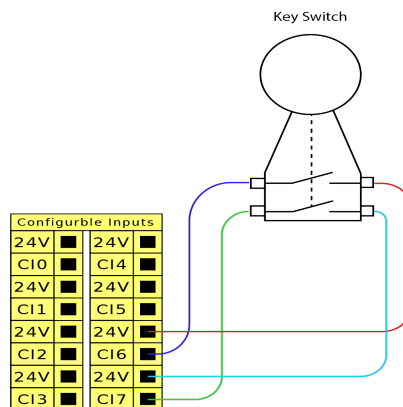 Key Switch
Configurble Inputs
24V 24V
CI0 CI4
24V 24V
CI1 CI5
24V 24V
CI2 CI6
24V 24V
CI3 CI7